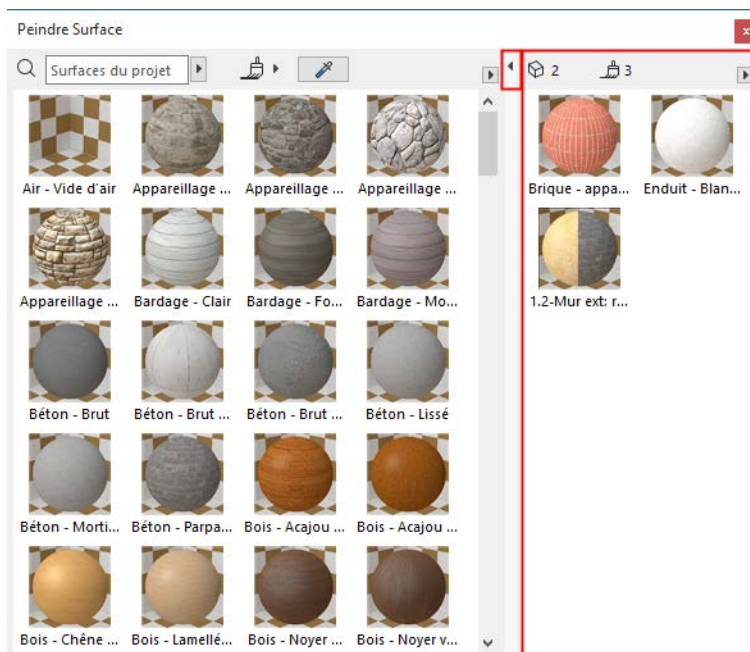 Peindre Surface
Surfaces du projet
2 3
Air - Vide d'air Appareillage ... Appareillage ... Appareillage ... Brique - appa... Enduit - Blan...
Appareillage ... Bardage - Clair Bardage - Fo... Bardage - Mo... 1.2-Mur ext: r...
Béton - Brut Béton - Brut ... Béton - Brut ... Béton - Lissé
Béton - Morti... Béton - Parpa... Bois - Acajou ... Bois - Acajou ...
Bois - Chêne ... Bois - Lamellé... Bois - Noyer ... Bois - Noyer v...